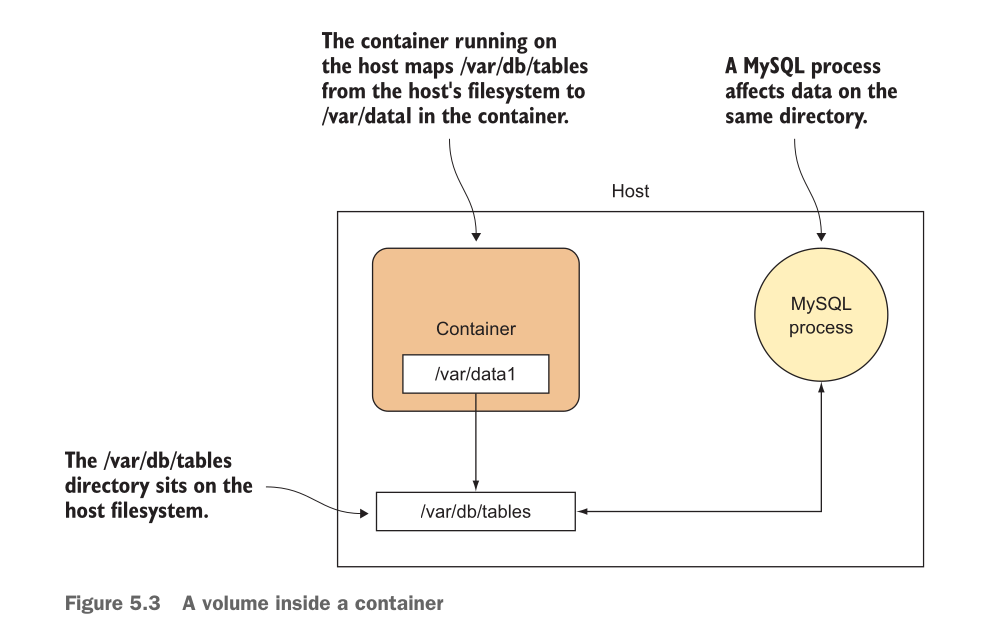 The container running on
the host maps /var/db/tables
from the host's filesystem to
/var/data1 in the container.
A MySQL process
affects data on the
same directory.
Host
Container
/var/data1
MySQL
process
The /var/db/tables
directory sits on the
host filesystem.
/var/db/tables
Figure 5.3 A volume inside a container